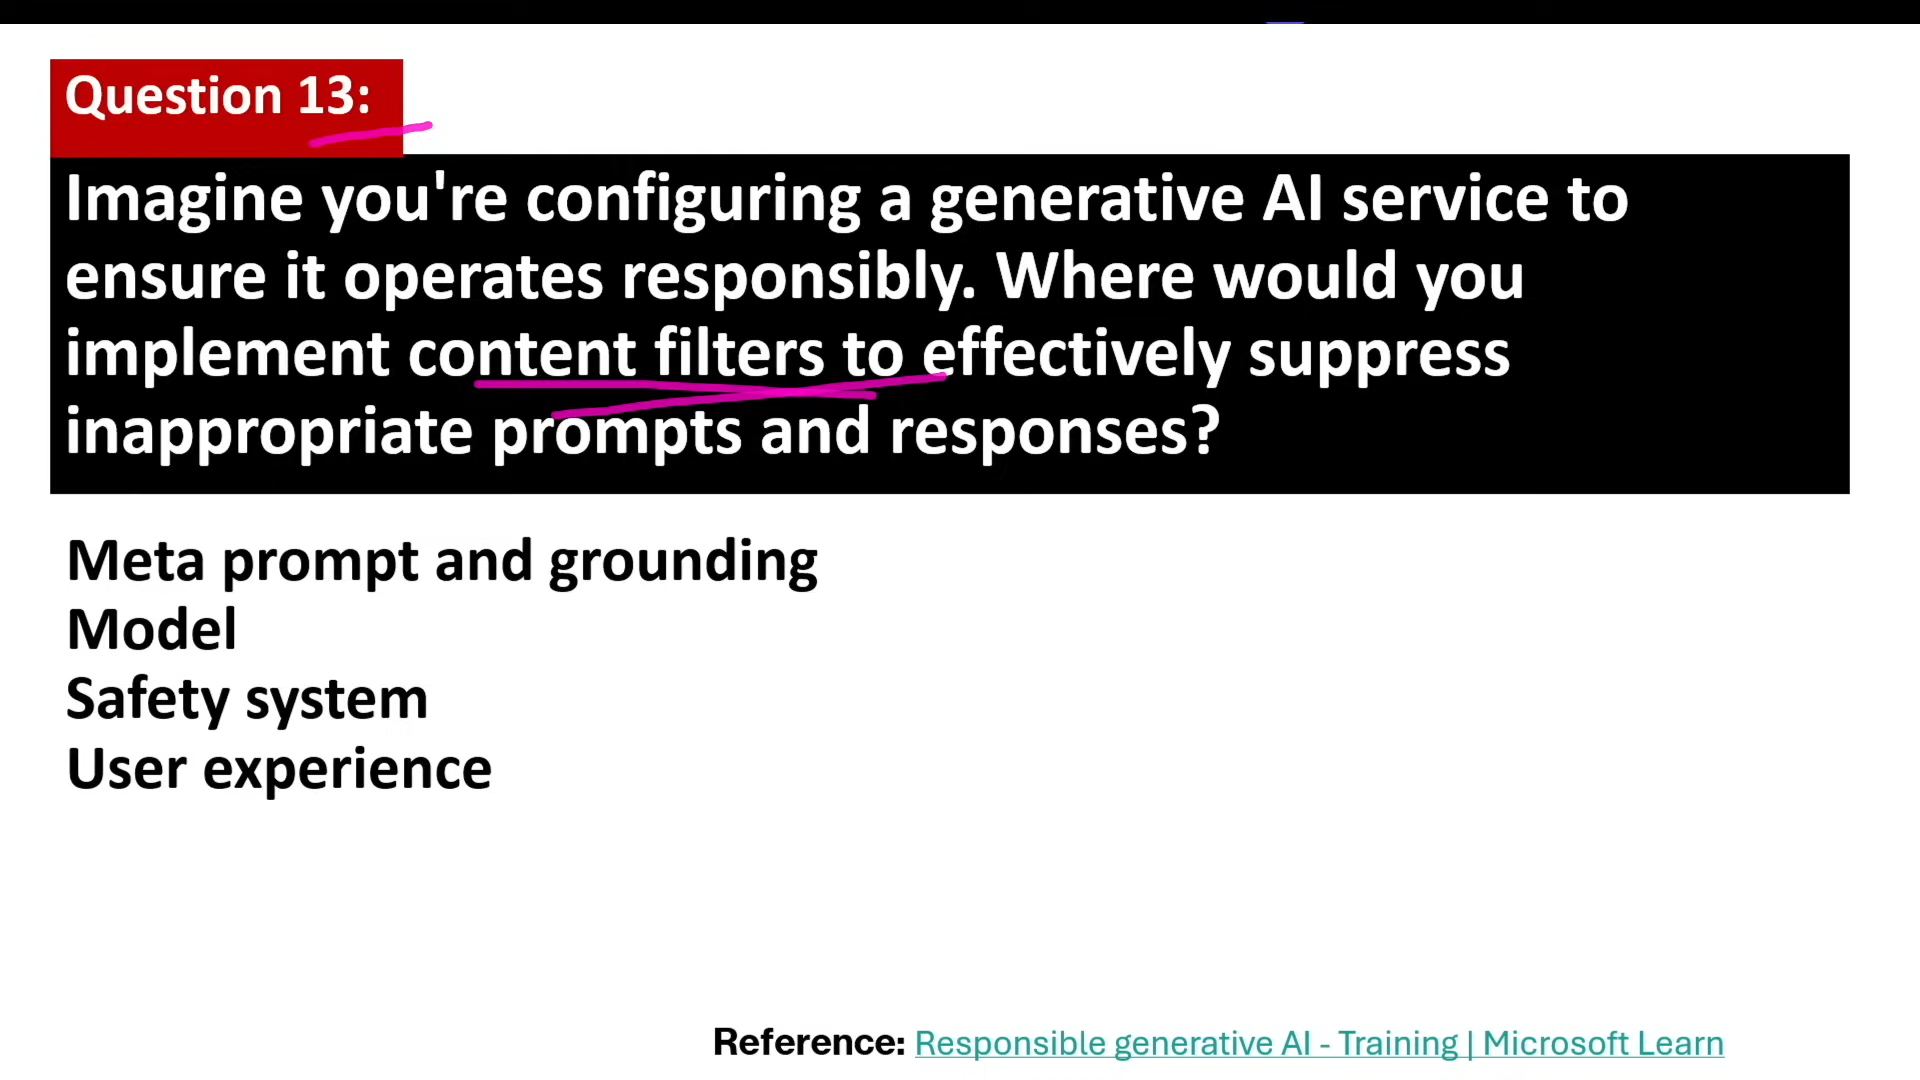 Question 13:
Imagine you're configuring a generative AI service to
ensure it operates responsibly. Where would you
implement content filters to effectively suppress
inappropriate prompts and responses?
Meta prompt and grounding
Model
Safety system
User experience
Reference: Responsible generative AI - Training | Microsoft Learn